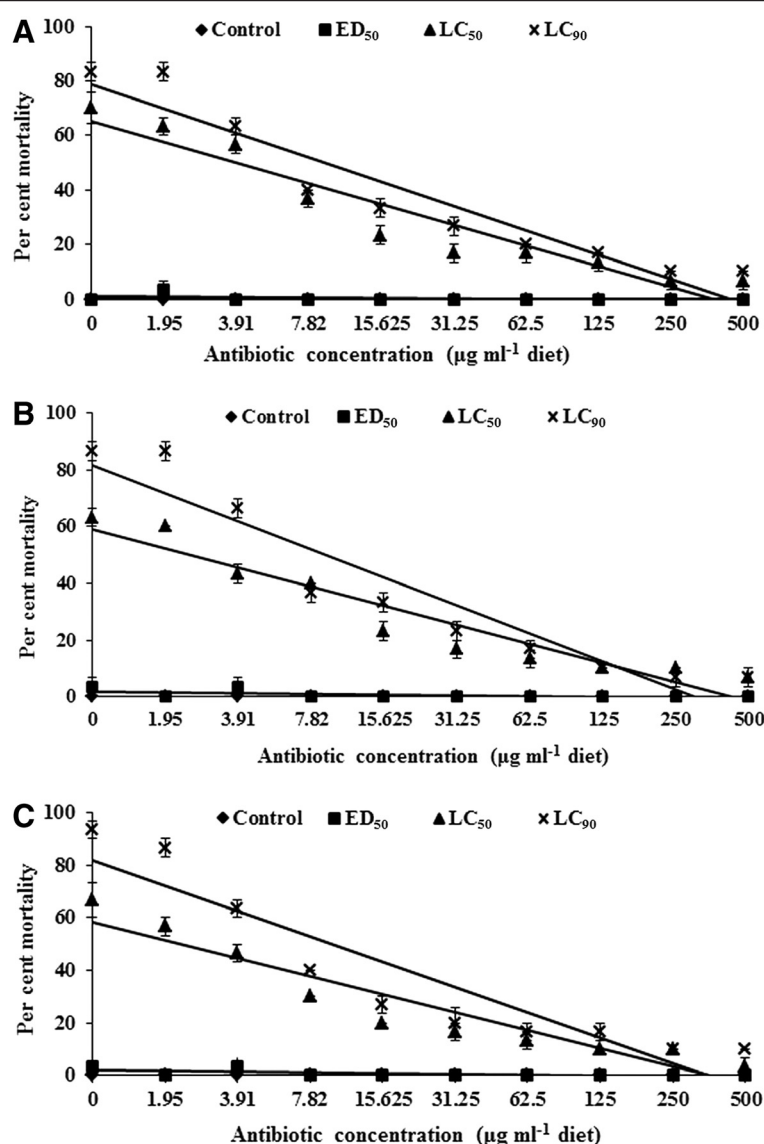 A
Control ED50 LC50 LC90
100
80
60
40
20
0
Per cent mortality
0 1.95 3.91 7.82 15.625 31.25 62.5 125 250 500
Antibiotic concentration (µg ml-1 diet)
B
Control ED50 LC50 LC90
100
80
60
40
20
0
Per cent mortality
0 1.95 3.91 7.82 15.625 31.25 62.5 125 250 500
Antibiotic concentration (µg ml-1 diet)
C
Control ED50 LC50 LC90
100
80
60
40
20
0
Per cent mortality
0 1.95 3.91 7.82 15.625 31.25 62.5 125 250 500
Antibiotic concentration (µg ml-1 diet)